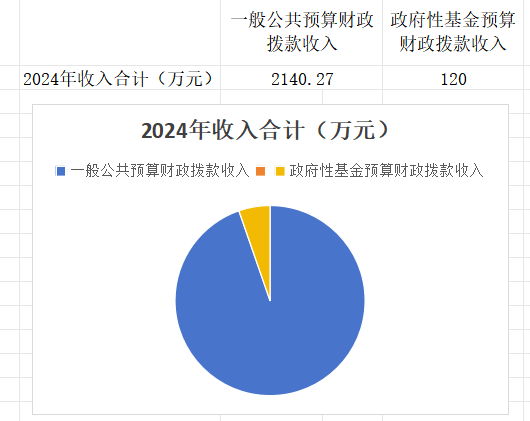 一般公共预算财政
拨款收入
政府性基金预算
财政拨款收入
2024年收入合计（万元）
2140.27
120
2024年收入合计（万元）
一般公共预算财政拨款收入
政府性基金预算财政拨款收入